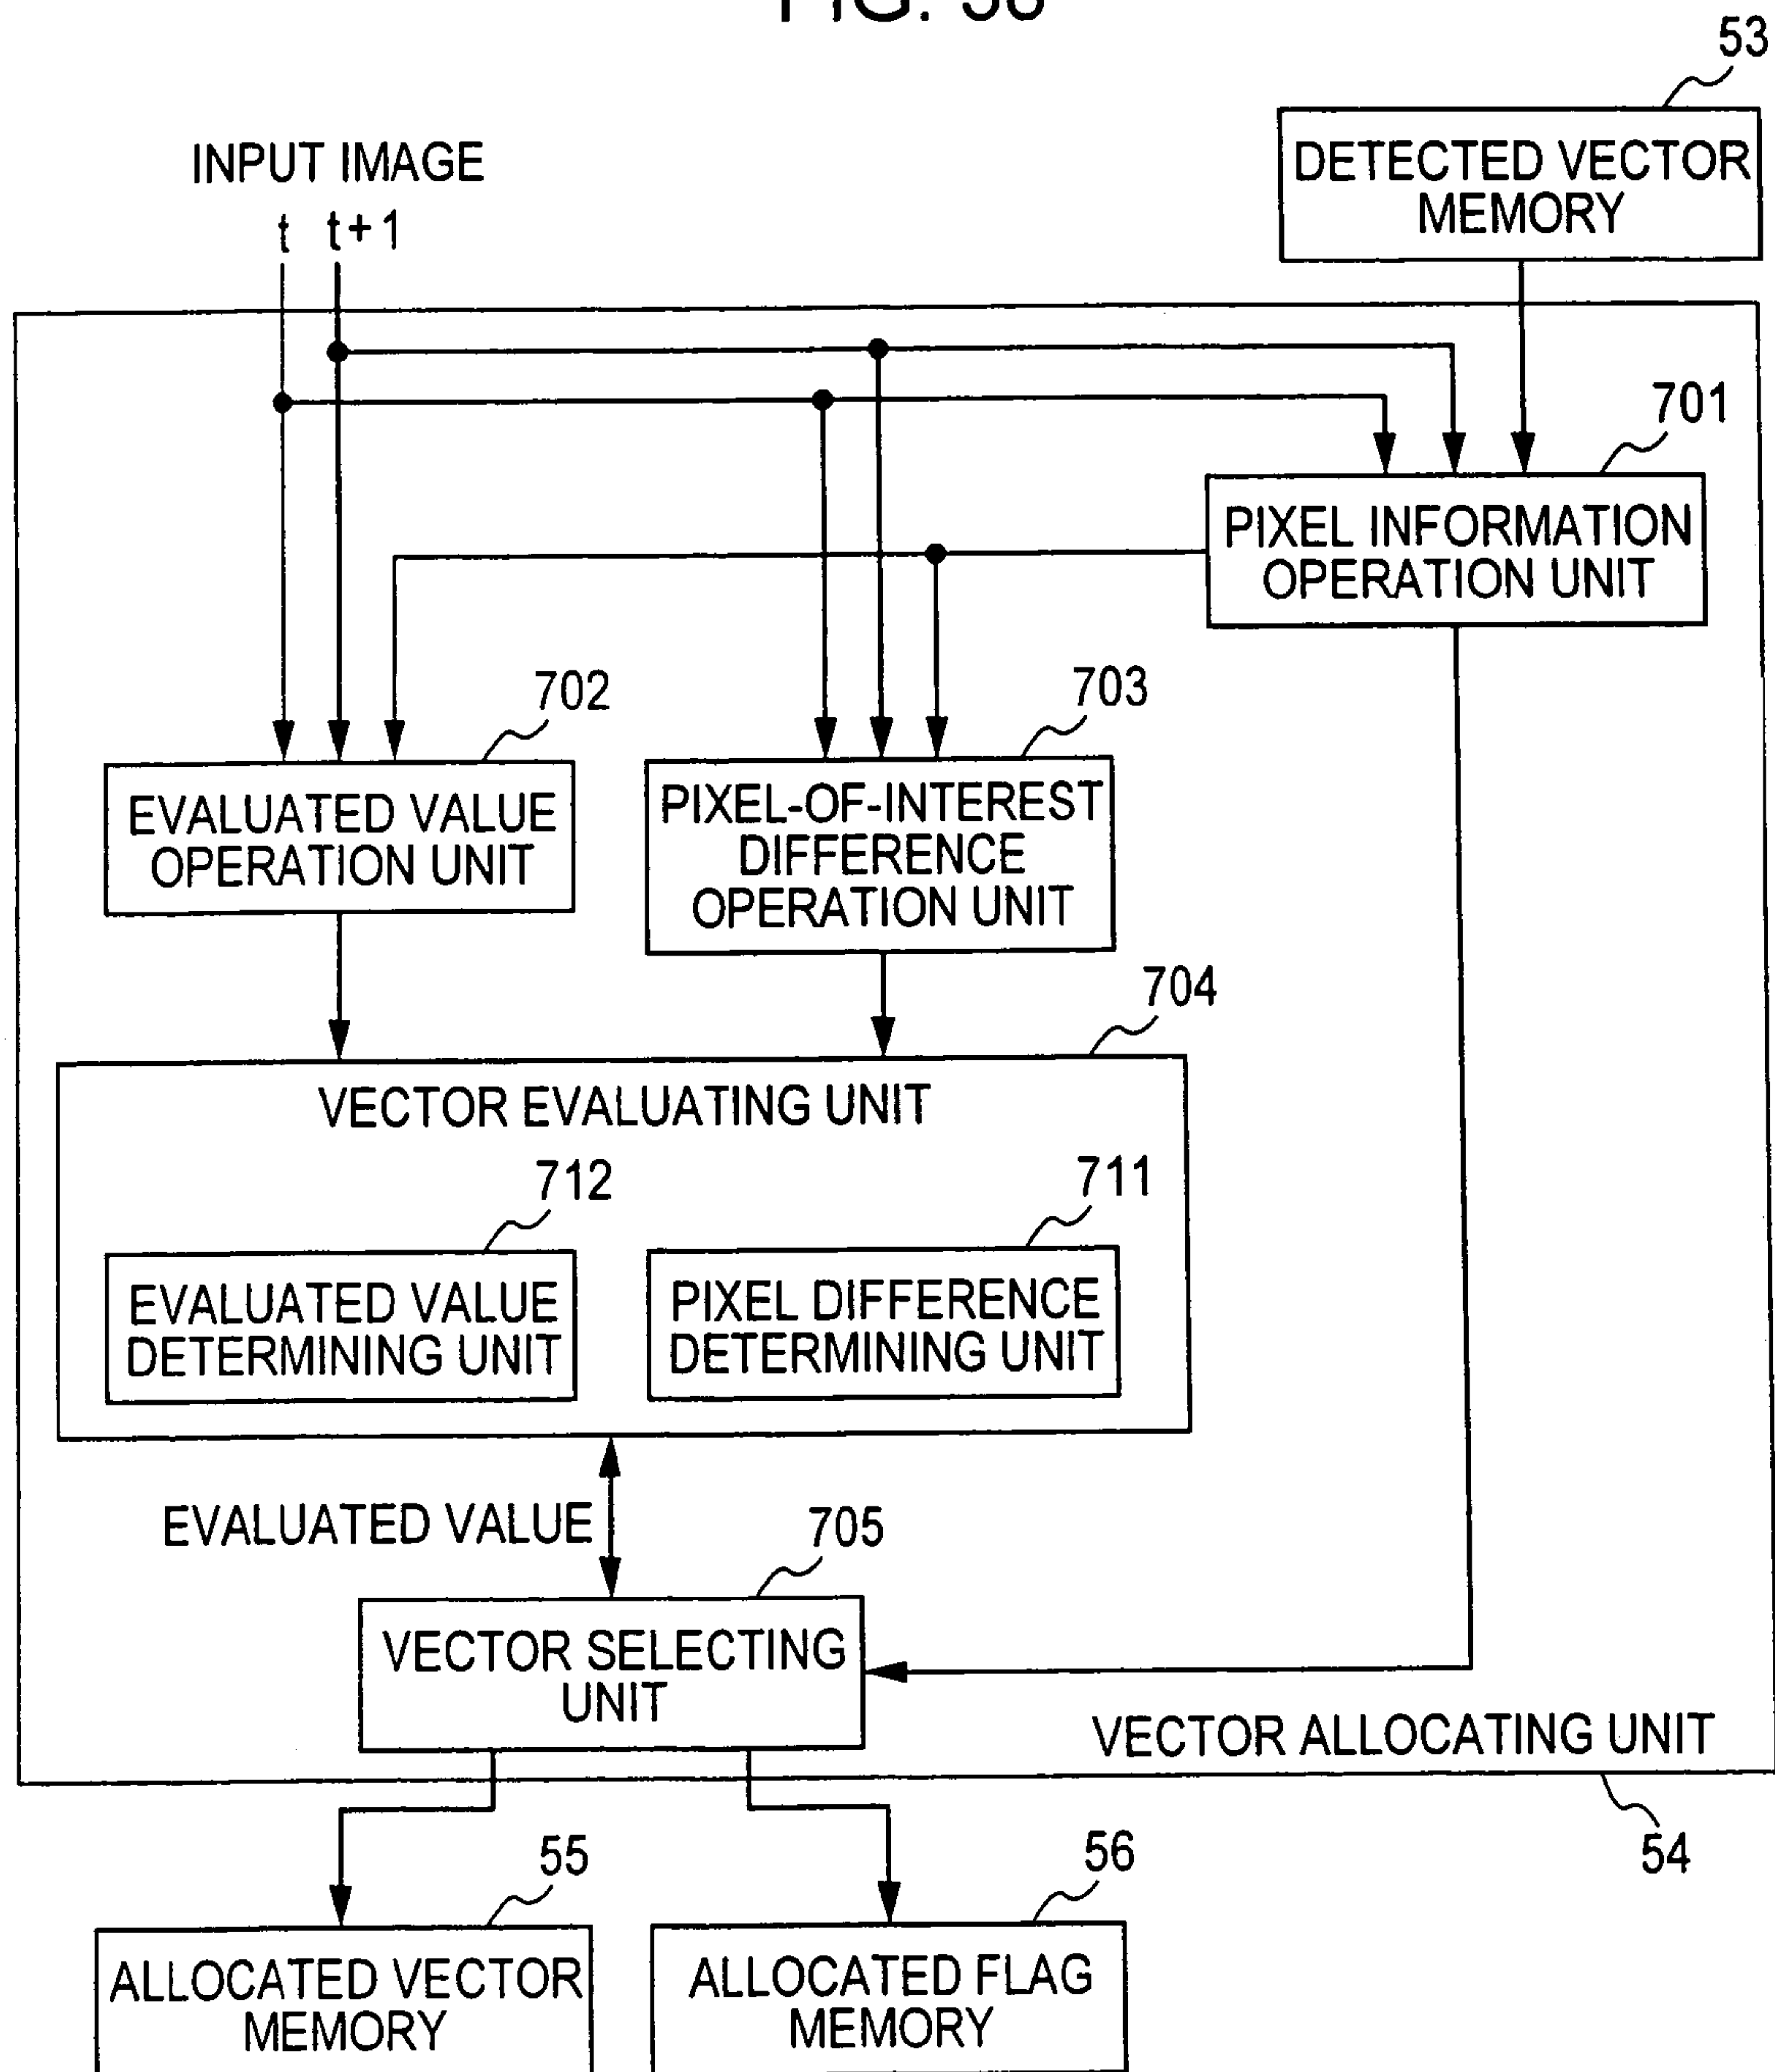 53
INPUT IMAGE
t t+1
DETECTED VECTOR
MEMORY
701
PIXEL INFORMATION
OPERATION UNIT
702
703
EVALUATED VALUE
OPERATION UNIT
PIXEL-OF-INTEREST
DIFFERENCE
OPERATION UNIT
704
VECTOR EVALUATING UNIT
712
711
EVALUATED VALUE
DETERMINING UNIT
PIXEL DIFFERENCE
DETERMINING UNIT
EVALUATED VALUE
705
VECTOR SELECTING
UNIT
VECTOR ALLOCATING UNIT
54
55
56
ALLOCATED VECTOR
MEMORY
ALLOCATED FLAG
MEMORY